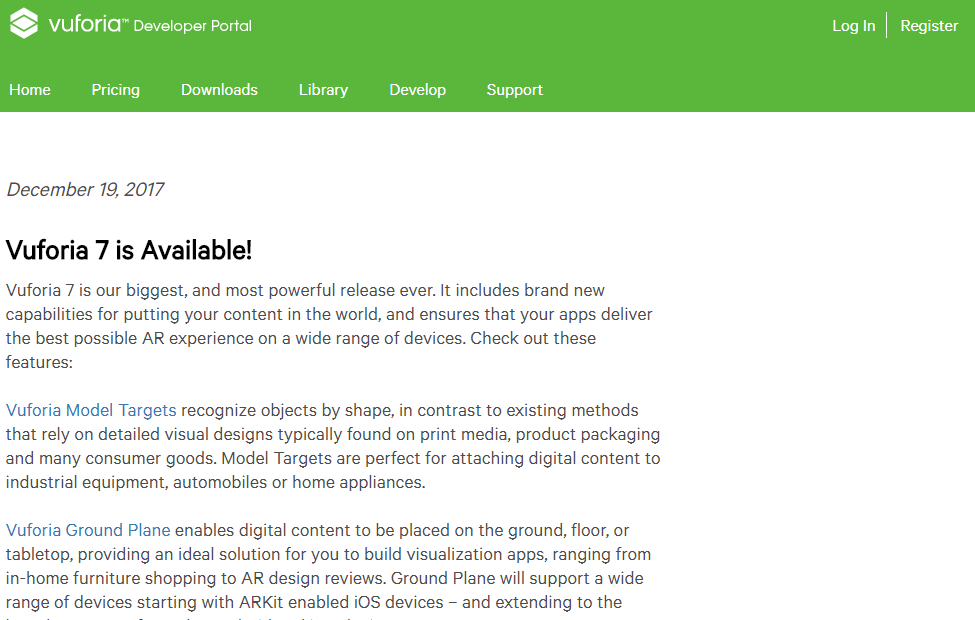 vuforia™ Developer Portal
Log In
Register
Home Pricing Downloads Library Develop Support
December 19, 2017
Vuforia 7 is Available!
Vuforia 7 is our biggest, and most powerful release ever. It includes brand new
capabilities for putting your content in the world, and ensures that your apps deliver
the best possible AR experience on a wide range of devices. Check out these
features:
Vuforia Model Targets recognize objects by shape, in contrast to existing methods
that rely on detailed visual designs typically found on print media, product packaging
and many consumer goods. Model Targets are perfect for attaching digital content to
industrial equipment, automobiles or home appliances.
Vuforia Ground Plane enables digital content to be placed on the ground, floor, or
tabletop, providing an ideal solution for you to build visualization apps, ranging from
in-home furniture shopping to AR design reviews. Ground Plane will support a wide
range of devices starting with ARKit enabled iOS devices – and extending to the